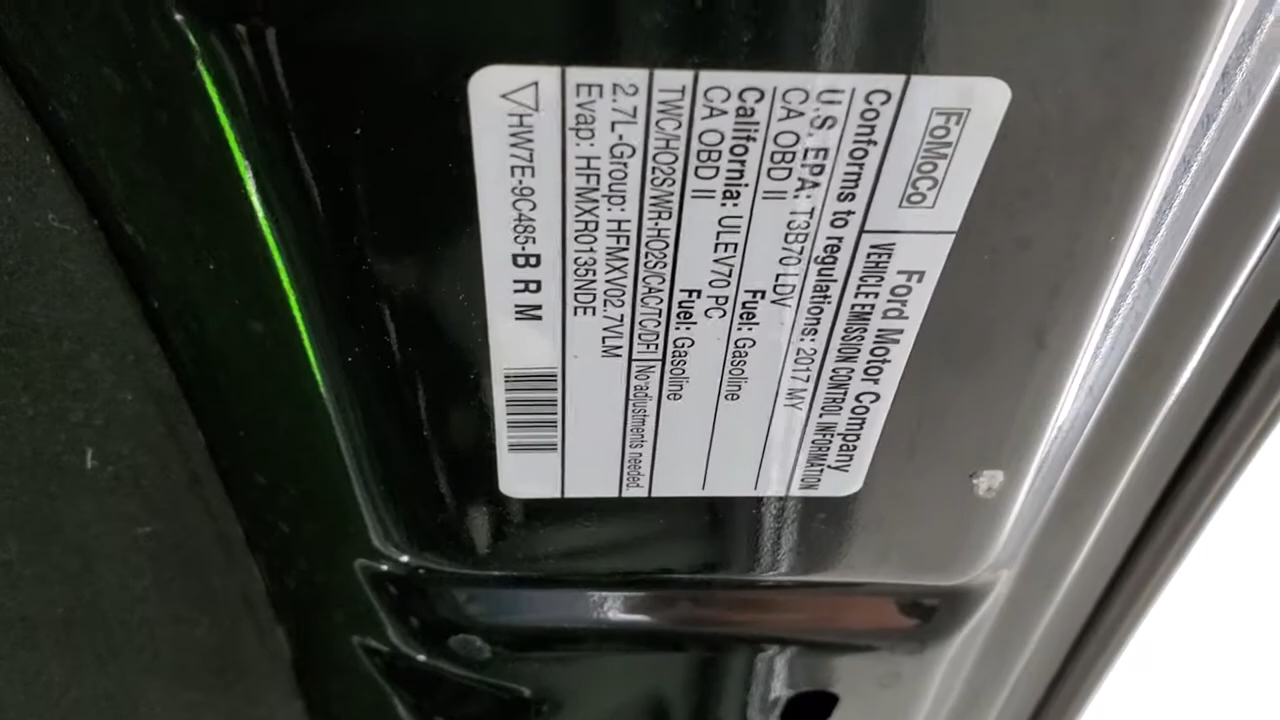 FoMoCo
Ford Motor Company
VEHICLE EMISSION CONTROL INFORMATION
Conforms to regulations: 2017 MY
U.S. EPA: T3B70 LDV Fuel: Gasoline
CA OBD II
California: ULEV70 PC Fuel: Gasoline
CA OBD II
TWC/HO2S/WR-HO2S/CAC/TC/DFI No adjustments needed.
2.7L-Group: HFMXV02.7VLM
Evap: HFMXR0135NDE
HW7E-9C485-B R M